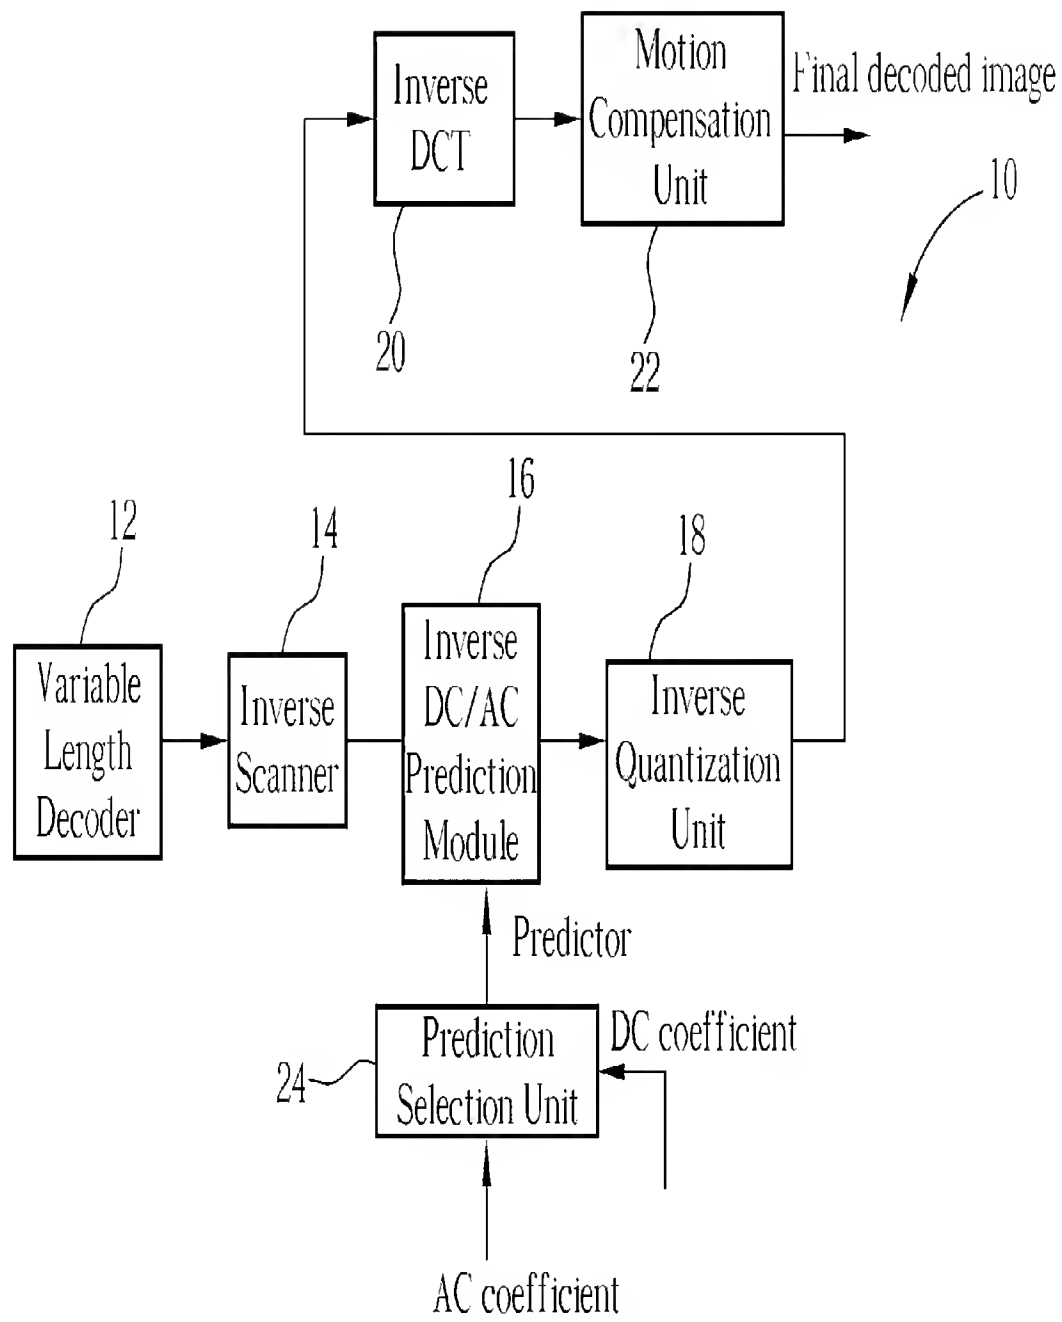 Inverse
DCT
Motion
Compensation
Unit
Final decoded image
10
20
22
12
14
16
18
Variable
Length
Decoder
Inverse
Scanner
Inverse
DC/AC
Prediction
Module
Inverse
Quantization
Unit
Predictor
Prediction
Selection Unit
DC coefficient
24
AC coefficient